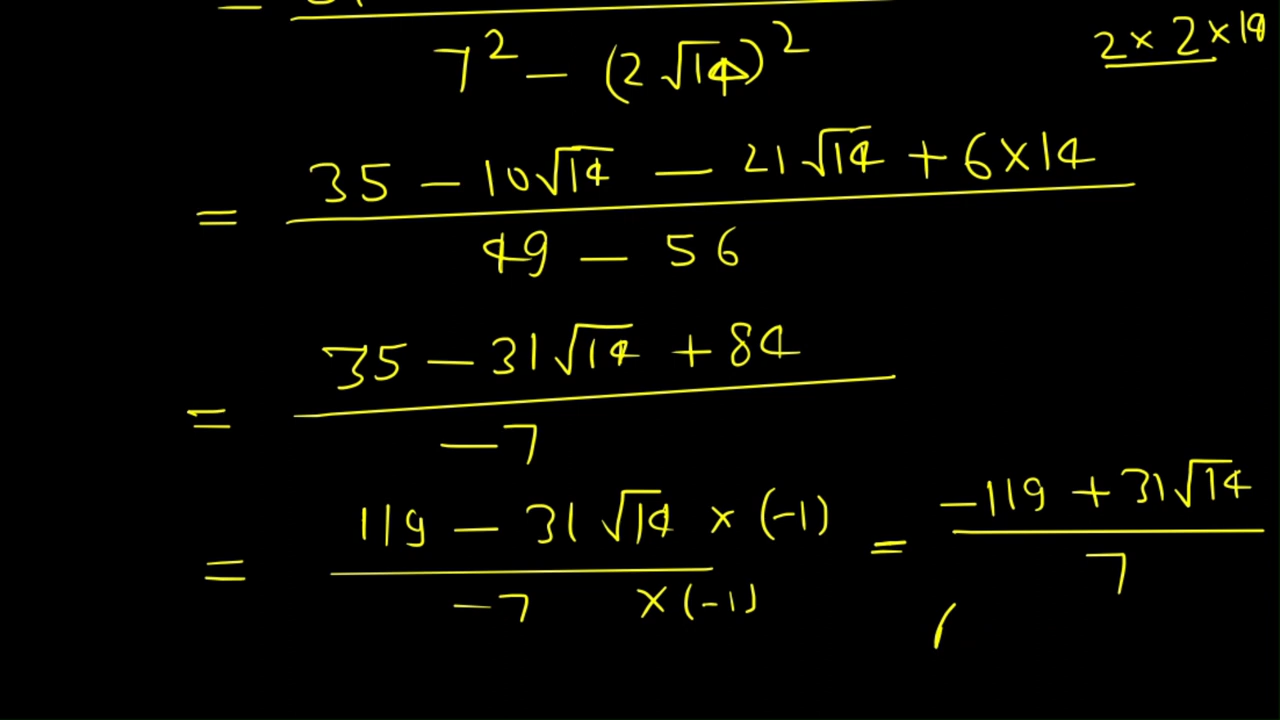 7² − (2√14)²
2 × 2 × 14
= 35 − 10√14 − 21√14 + 6×14
49 − 56
= 35 − 31√14 + 84
−7
= 119 − 31√14 × (−1) = −119 + 31√14
−7 × (−1) 7
(